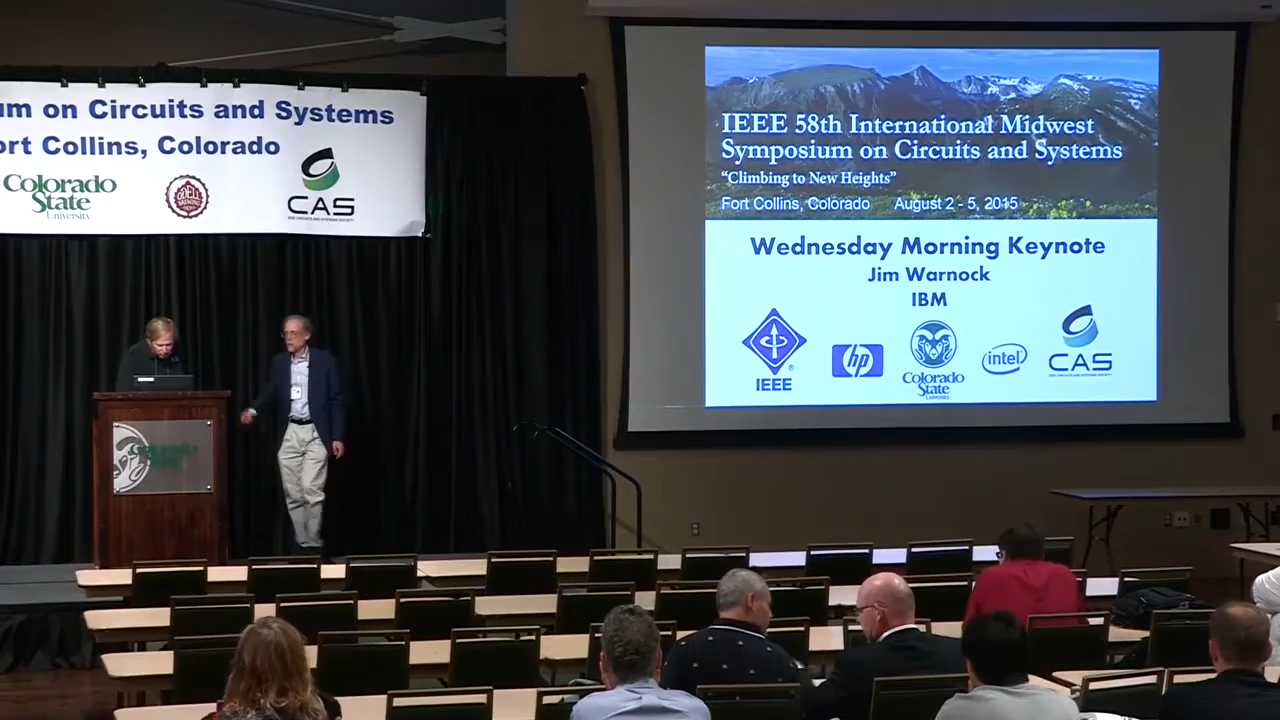 um on Circuits and Systems
ort Collins, Colorado
Colorado
State
University
CAS
IEEE 58th International Midwest
Symposium on Circuits and Systems
"Climbing to New Heights"
Fort Collins, Colorado August 2 - 5, 2015
Wednesday Morning Keynote
Jim Warnock
IBM
IEEE
®
hp
Colorado
State
University
intel
CAS